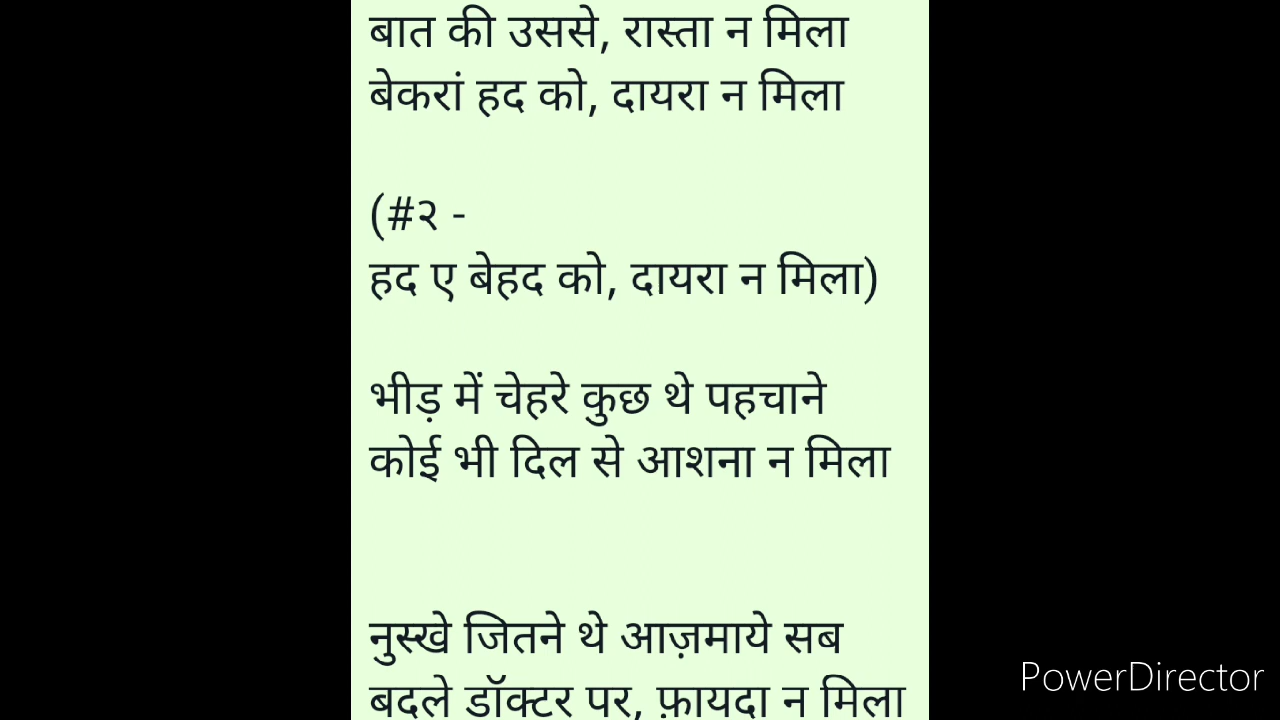 बात की उससे, रास्ता न मिला
बेकरां हद को, दायरा न मिला
(#२ -
हद ए बेहद को, दायरा न मिला)
भीड़ में चेहरे कुछ थे पहचाने
कोई भी दिल से आशना न मिला
नुस्खे जितने थे आज़माये सब
बदले डॉक्टर पर, फ़ायदा न मिला
PowerDirector